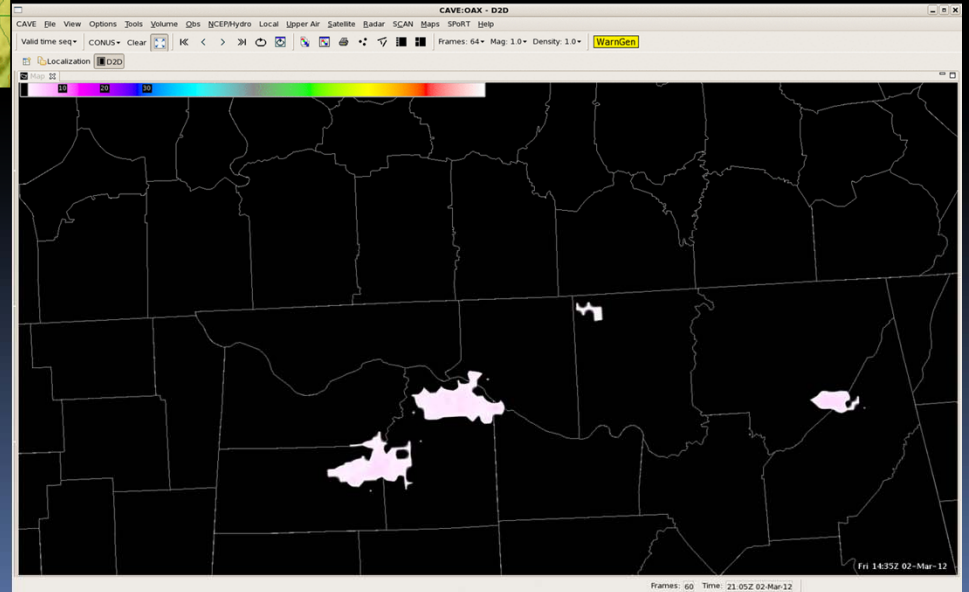 CAVE:OAX - D2D
CAVE File View Options Tools Volume Obs NCEP/Hydro Local Upper Air Satellite Radar SCAN Maps SPoRT Help
Valid time seq CONUS Clear Frames: 64 Mag: 1.0 Density: 1.0 WarnGen
Localization D2D
Map
10 20 30
Fri 14:35Z 02-Mar-12
Frames: 60 Time: 21:05Z 02-Mar-12